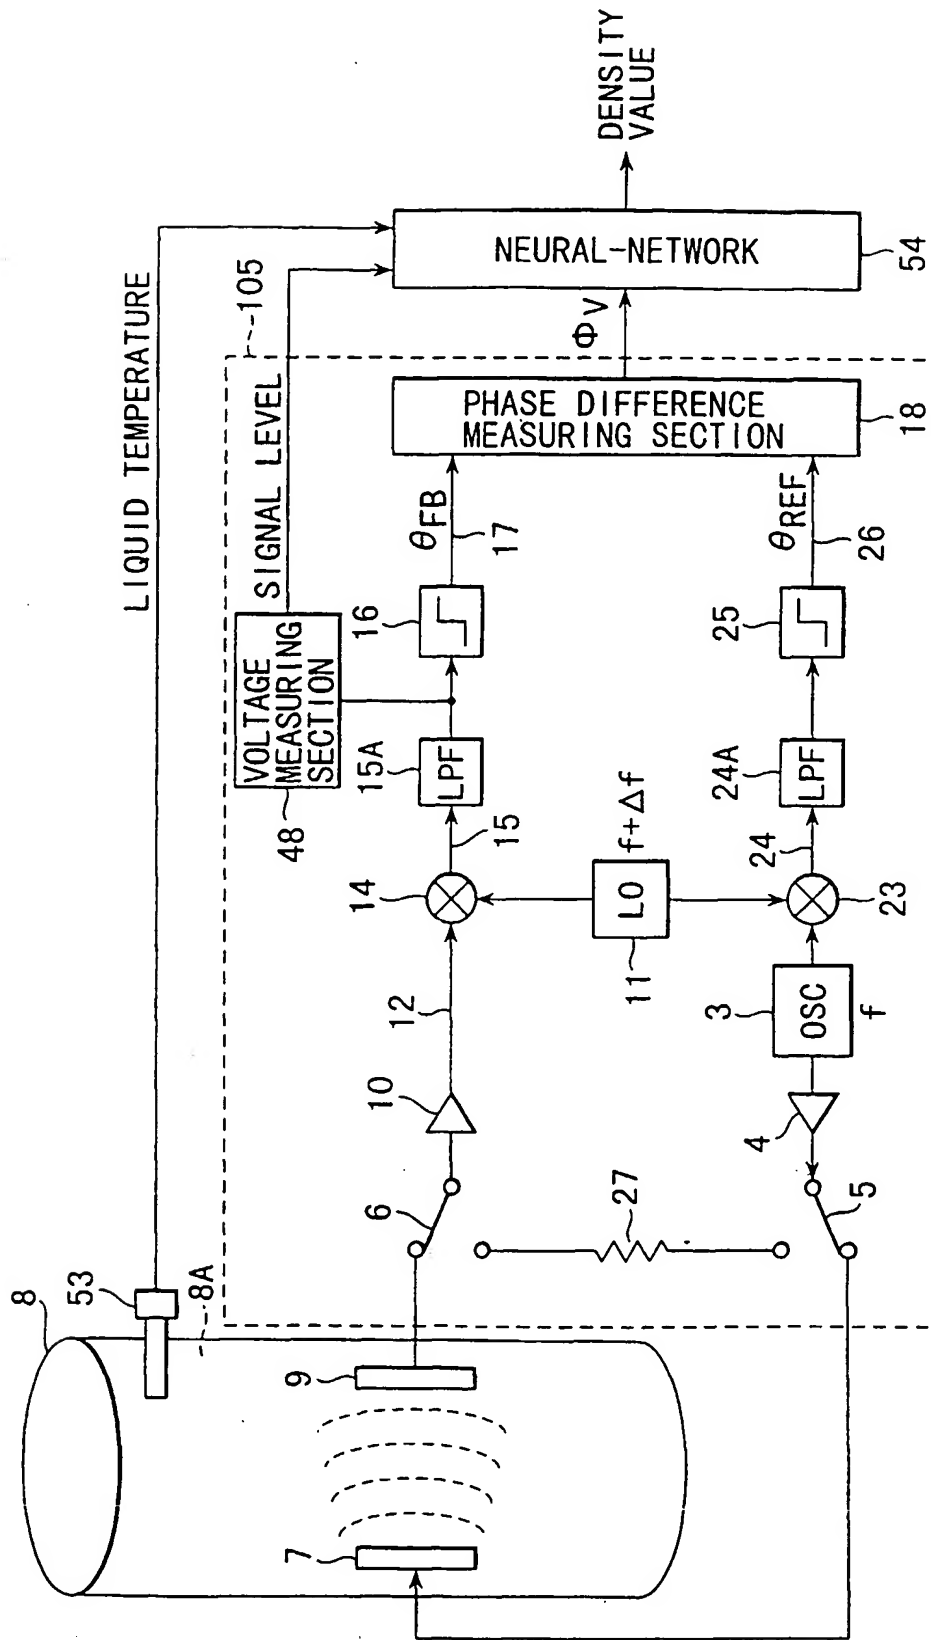 8
53
8A
LIQUID TEMPERATURE
105
SIGNAL LEVEL
VOLTAGE
MEASURING
SECTION
48
7
9
6
10
12
14
15
15A
LPF
16
θFB
17
PHASE DIFFERENCE
MEASURING SECTION
18
ΦV
NEURAL-NETWORK
54
DENSITY
VALUE
27
11
LO
f+Δf
5
4
3
OSC
f
23
24
24A
LPF
25
θREF
26